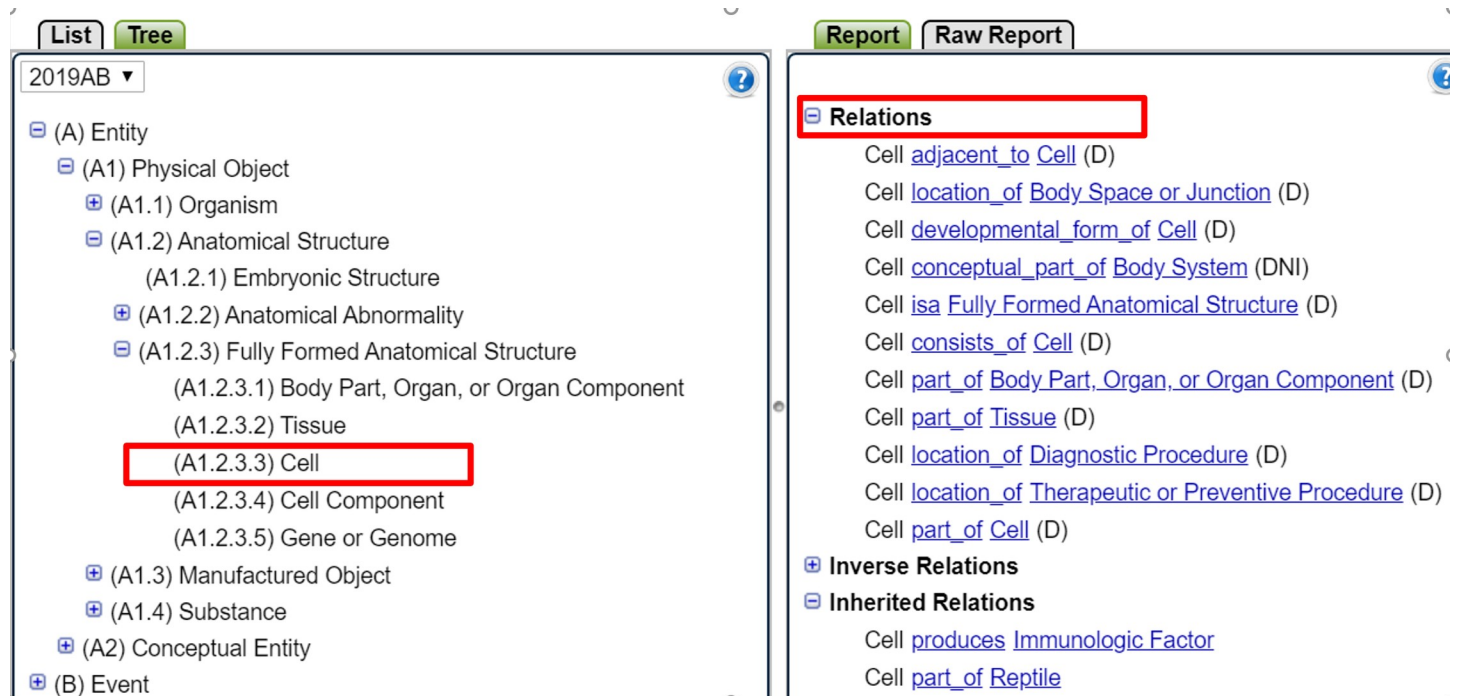 List Tree
2019AB ▼
(A) Entity
(A1) Physical Object
(A1.1) Organism
(A1.2) Anatomical Structure
(A1.2.1) Embryonic Structure
(A1.2.2) Anatomical Abnormality
(A1.2.3) Fully Formed Anatomical Structure
(A1.2.3.1) Body Part, Organ, or Organ Component
(A1.2.3.2) Tissue
(A1.2.3.3) Cell
(A1.2.3.4) Cell Component
(A1.2.3.5) Gene or Genome
(A1.3) Manufactured Object
(A1.4) Substance
(A2) Conceptual Entity
(B) Event
Report Raw Report
Relations
Cell adjacent_to Cell (D)
Cell location_of Body Space or Junction (D)
Cell developmental_form_of Cell (D)
Cell conceptual_part_of Body System (DNI)
Cell isa Fully Formed Anatomical Structure (D)
Cell consists_of Cell (D)
Cell part_of Body Part, Organ, or Organ Component (D)
Cell part_of Tissue (D)
Cell location_of Diagnostic Procedure (D)
Cell location_of Therapeutic or Preventive Procedure (D)
Cell part_of Cell (D)
Inverse Relations
Inherited Relations
Cell produces Immunologic Factor
Cell part_of Reptile